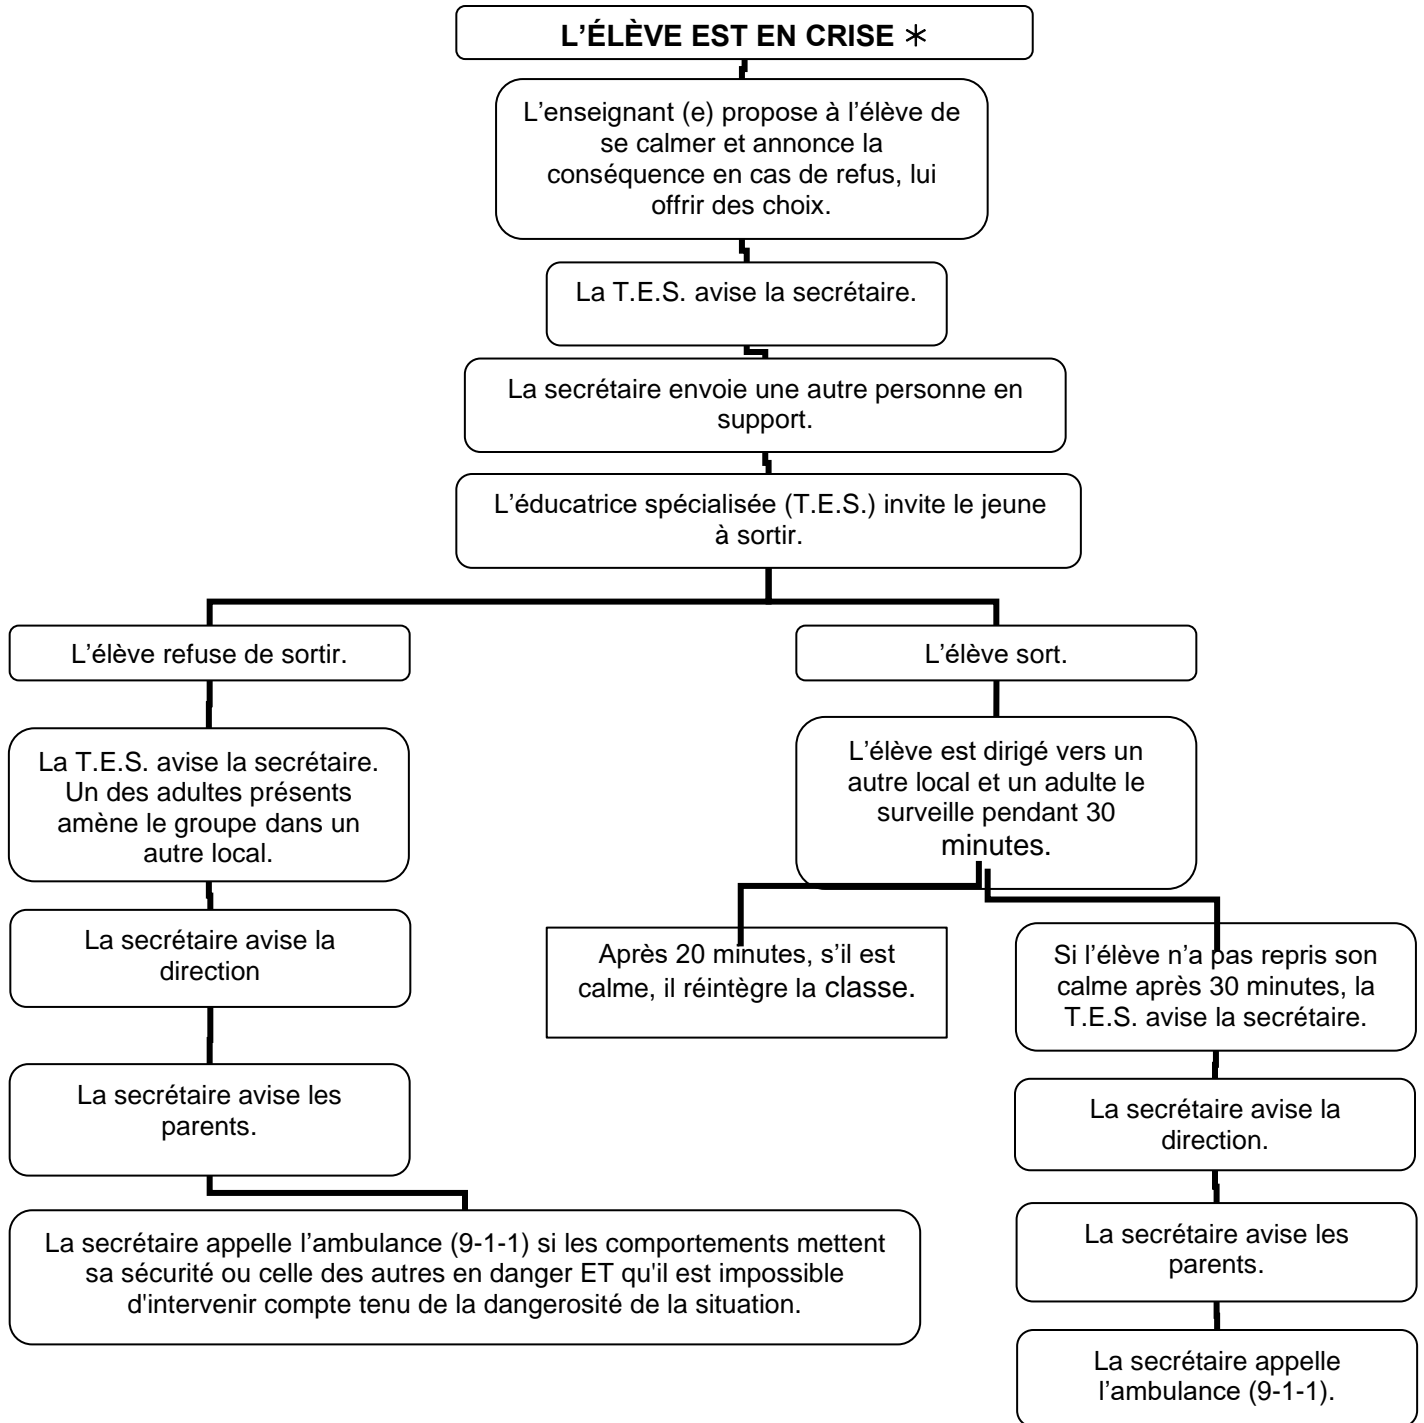 L'ÉLÈVE EST EN CRISE ∗
L'enseignant (e) propose à l'élève de
se calmer et annonce la
conséquence en cas de refus, lui
offrir des choix.
La T.E.S. avise la secrétaire.
La secrétaire envoie une autre personne en
support.
L'éducatrice spécialisée (T.E.S.) invite le jeune
à sortir.
L'élève refuse de sortir.
La T.E.S. avise la secrétaire.
Un des adultes présents
amène le groupe dans un
autre local.
La secrétaire avise la
direction
La secrétaire avise les
parents.
La secrétaire appelle l'ambulance (9-1-1) si les comportements mettent
sa sécurité ou celle des autres en danger ET qu'il est impossible
d'intervenir compte tenu de la dangerosité de la situation.
L'élève sort.
L'élève est dirigé vers un
autre local et un adulte le
surveille pendant 30
minutes.
Après 20 minutes, s'il est
calme, il réintègre la classe.
Si l'élève n'a pas repris son
calme après 30 minutes, la
T.E.S. avise la secrétaire.
La secrétaire avise la
direction.
La secrétaire avise les
parents.
La secrétaire appelle
l'ambulance (9-1-1).